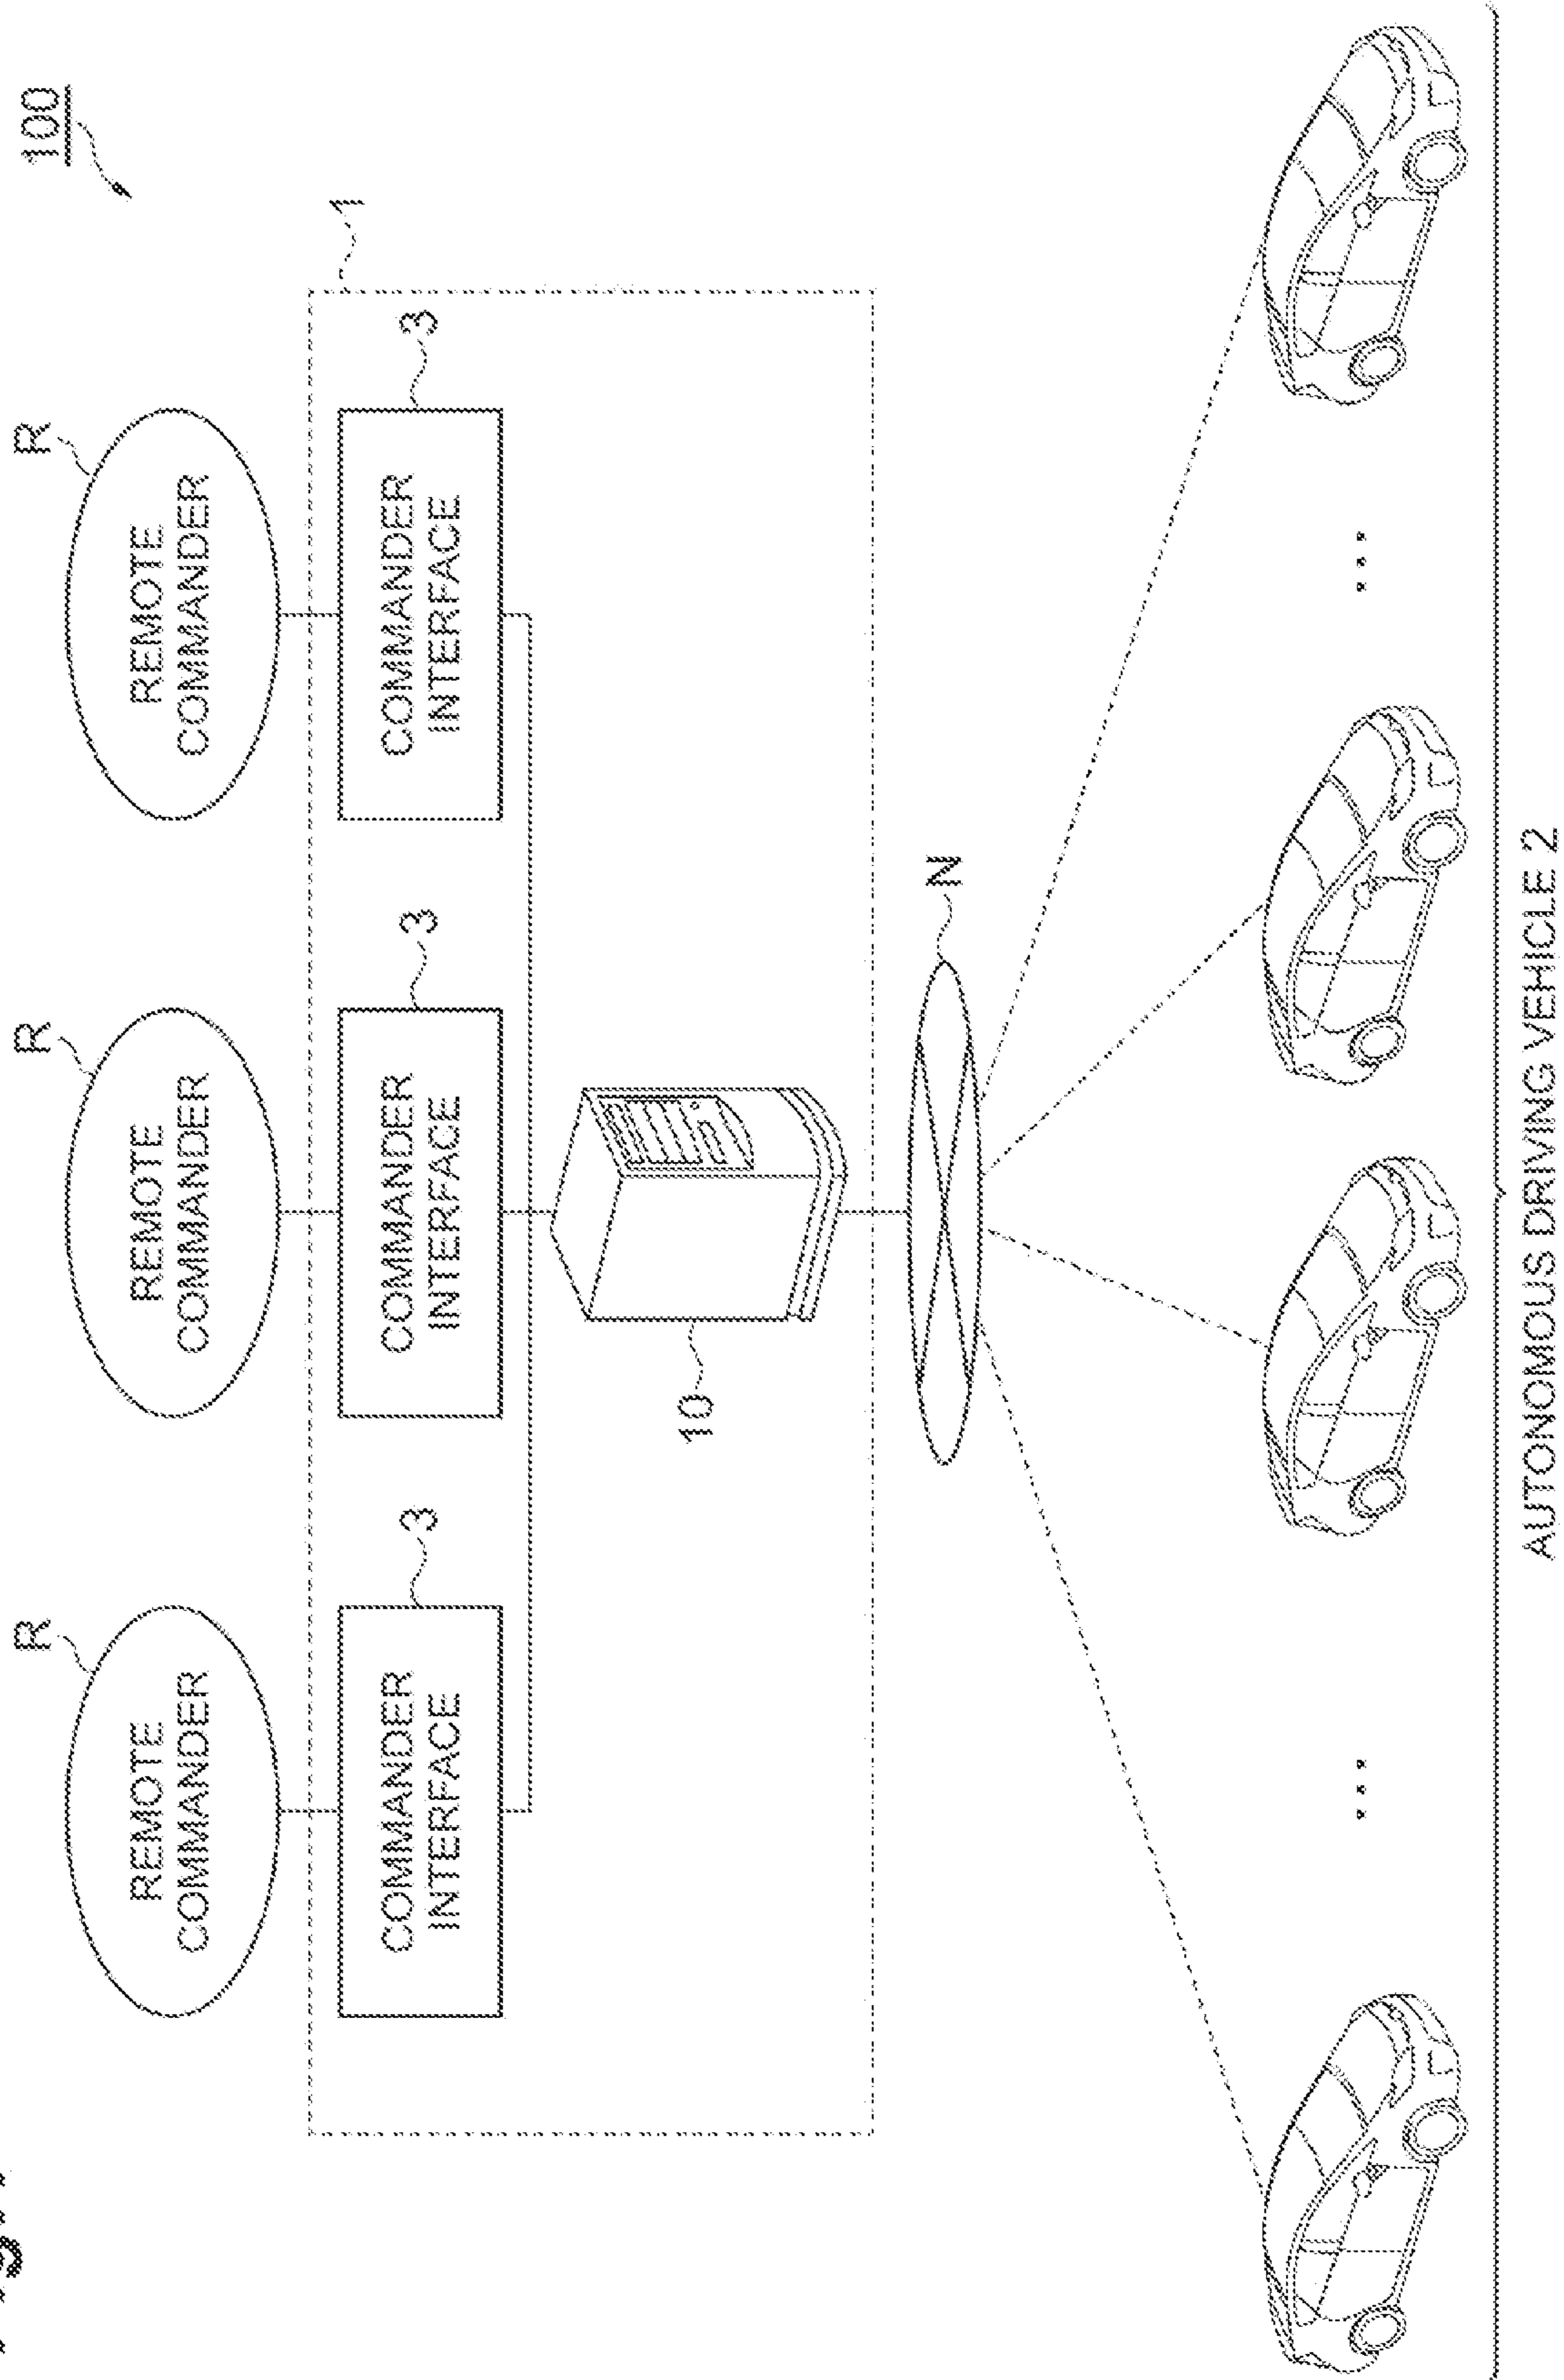 100
R
R
R
REMOTE
COMMANDER
REMOTE
COMMANDER
REMOTE
COMMANDER
1
3
3
3
COMMANDER
INTERFACE
COMMANDER
INTERFACE
COMMANDER
INTERFACE
10
N
...
...
AUTONOMOUS DRIVING VEHICLE 2